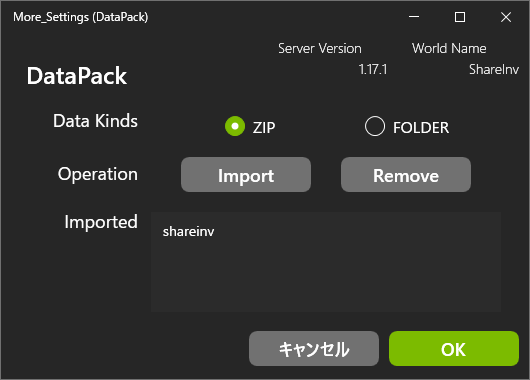 More_Settings (DataPack)
Server Version
World Name
1.17.1
ShareInv
DataPack
Data Kinds
ZIP
FOLDER
Operation
Import
Remove
Imported
shareinv
キャンセル
OK